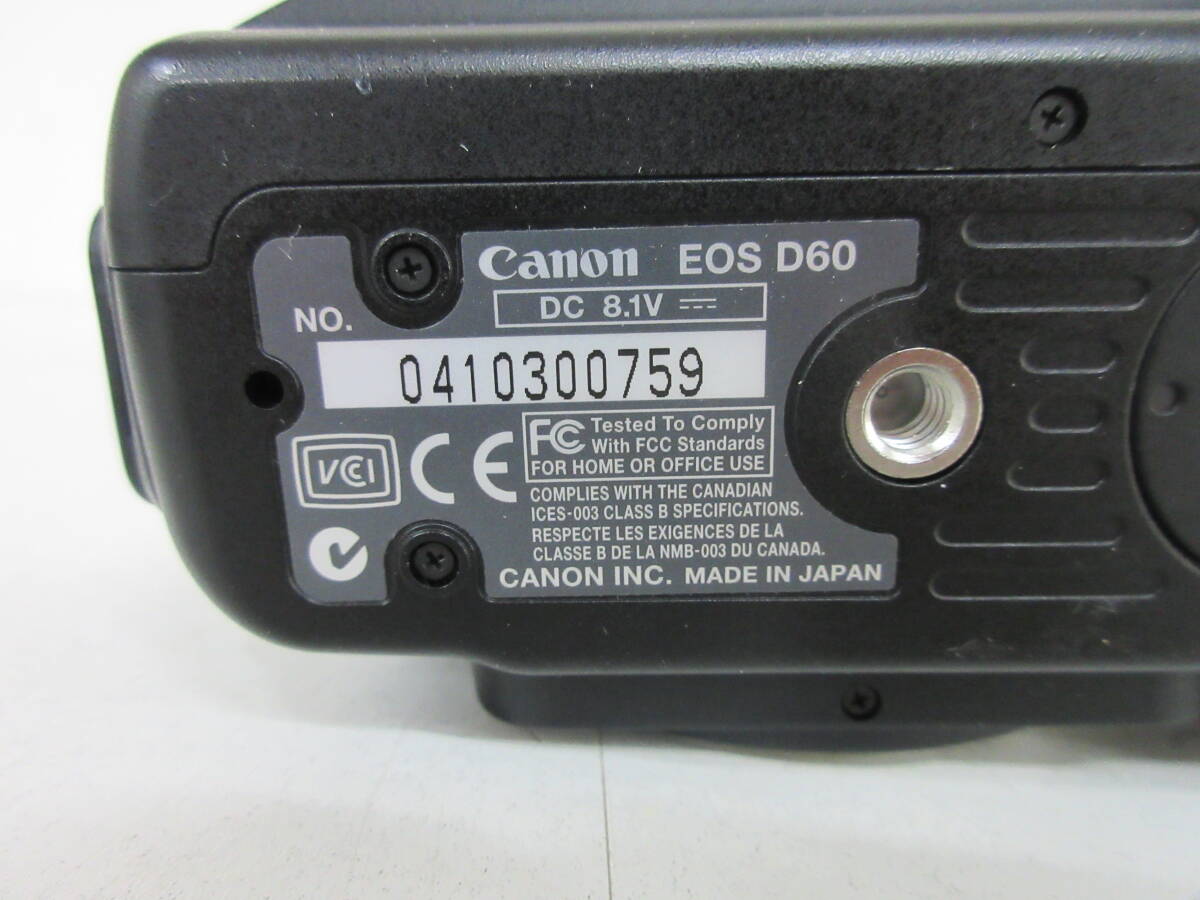 Canon EOS D60
DC 8.1V ⎓
NO.
0410300759
VCI
CE
FC Tested To Comply
With FCC Standards
FOR HOME OR OFFICE USE
COMPLIES WITH THE CANADIAN
ICES-003 CLASS B SPECIFICATIONS.
RESPECTE LES EXIGENCES DE LA
CLASSE B DE LA NMB-003 DU CANADA.
CANON INC. MADE IN JAPAN